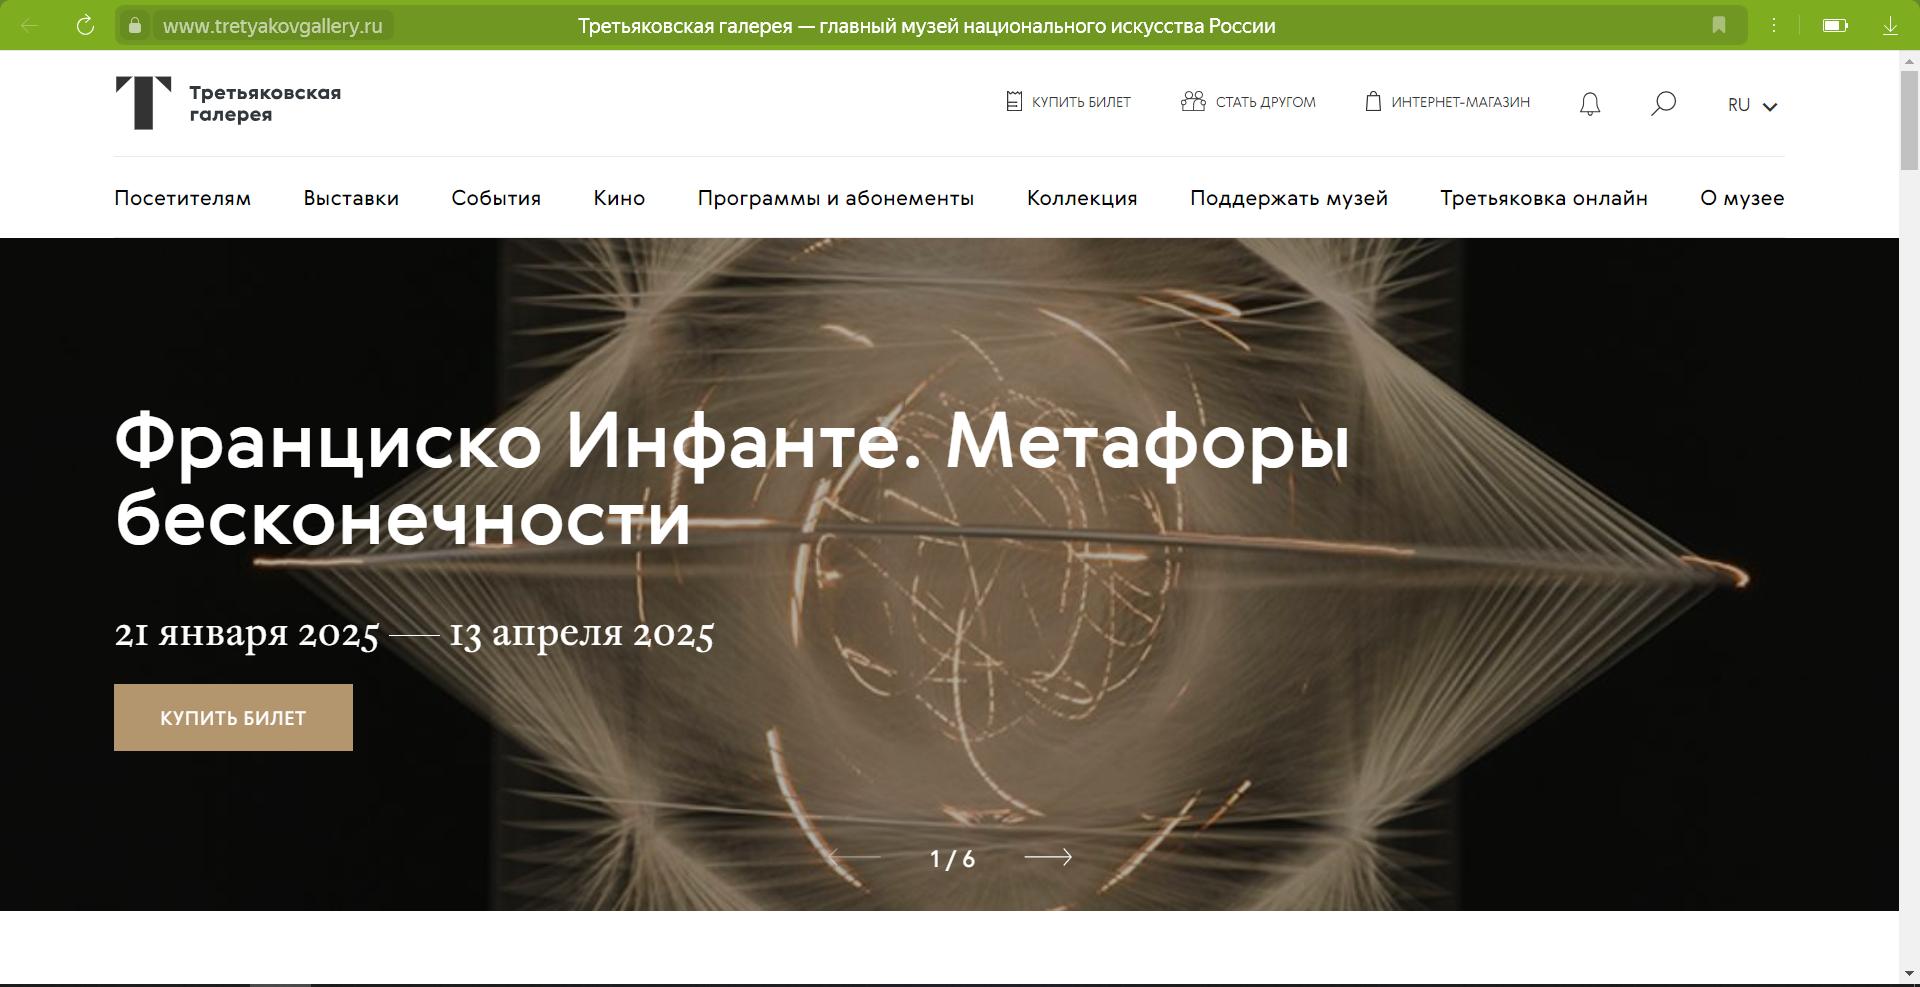 www.tretyakovgallery.ru
Третьяковская галерея — главный музей национального искусства России
Третьяковская
галерея
КУПИТЬ БИЛЕТ
СТАТЬ ДРУГОМ
ИНТЕРНЕТ-МАГАЗИН
RU
Посетителям
Выставки
События
Кино
Программы и абонементы
Коллекция
Поддержать музей
Третьяковка онлайн
О музее
Франциско Инфанте. Метафоры
бесконечности
21 января 2025 — 13 апреля 2025
КУПИТЬ БИЛЕТ
1 / 6